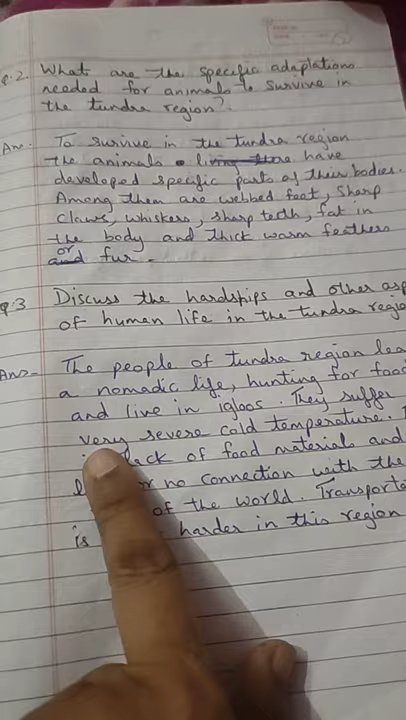 Q.2 What are the specific adaptations
needed for animals to survive in
the tundra region?
Ans. To survive in the tundra region
the animals living there have
developed specific parts of their bodies.
Among them are webbed feet, sharp
claws, whiskers, sharp teeth, fat in
the body and thick warm feathers
or and fur.
Q.3 Discuss the hardships and other asp
of human life in the tundra regio
Ans- The people of tundra region lea
a nomadic life, hunting for food
and live in igloos. They suffer
very severe cold temperature.
lack of food materials and
or no connection with the
of the world. Transporta
is harder in this region